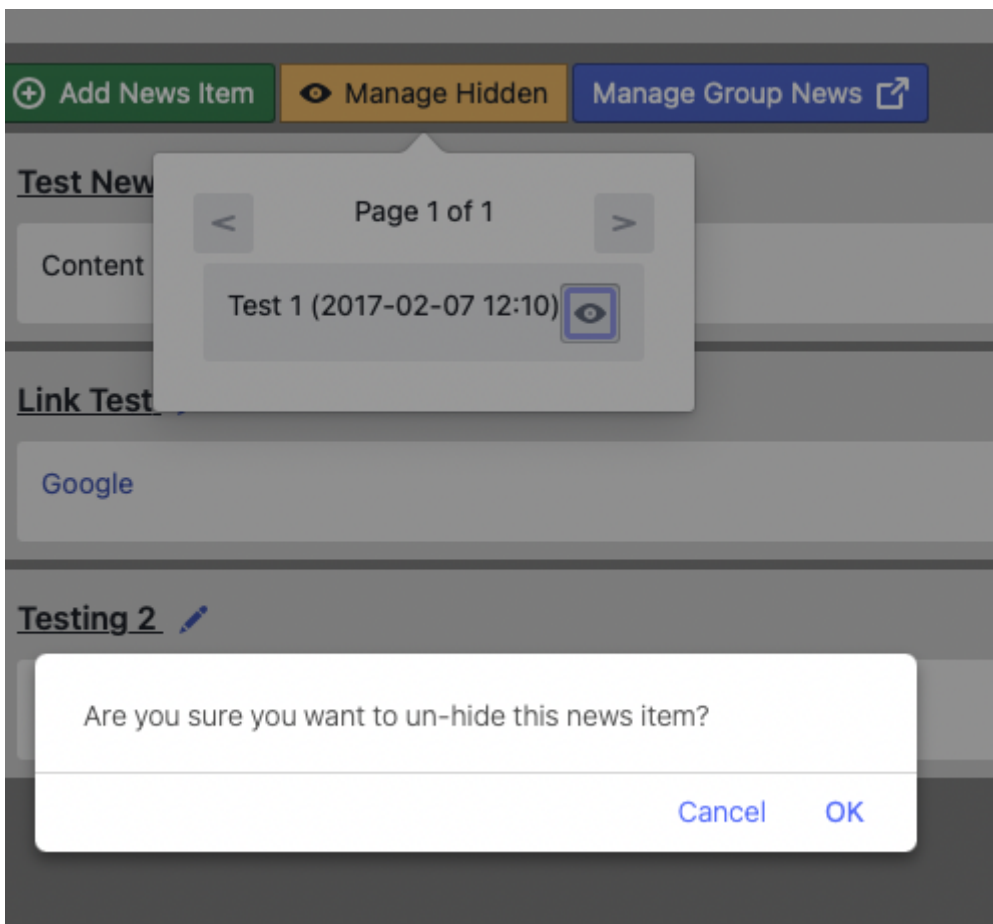 Add News Item Manage Hidden Manage Group News
Test New
< Page 1 of 1 >
Content
Test 1 (2017-02-07 12:10)
Link Test
Google
Testing 2
Are you sure you want to un-hide this news item?
Cancel OK